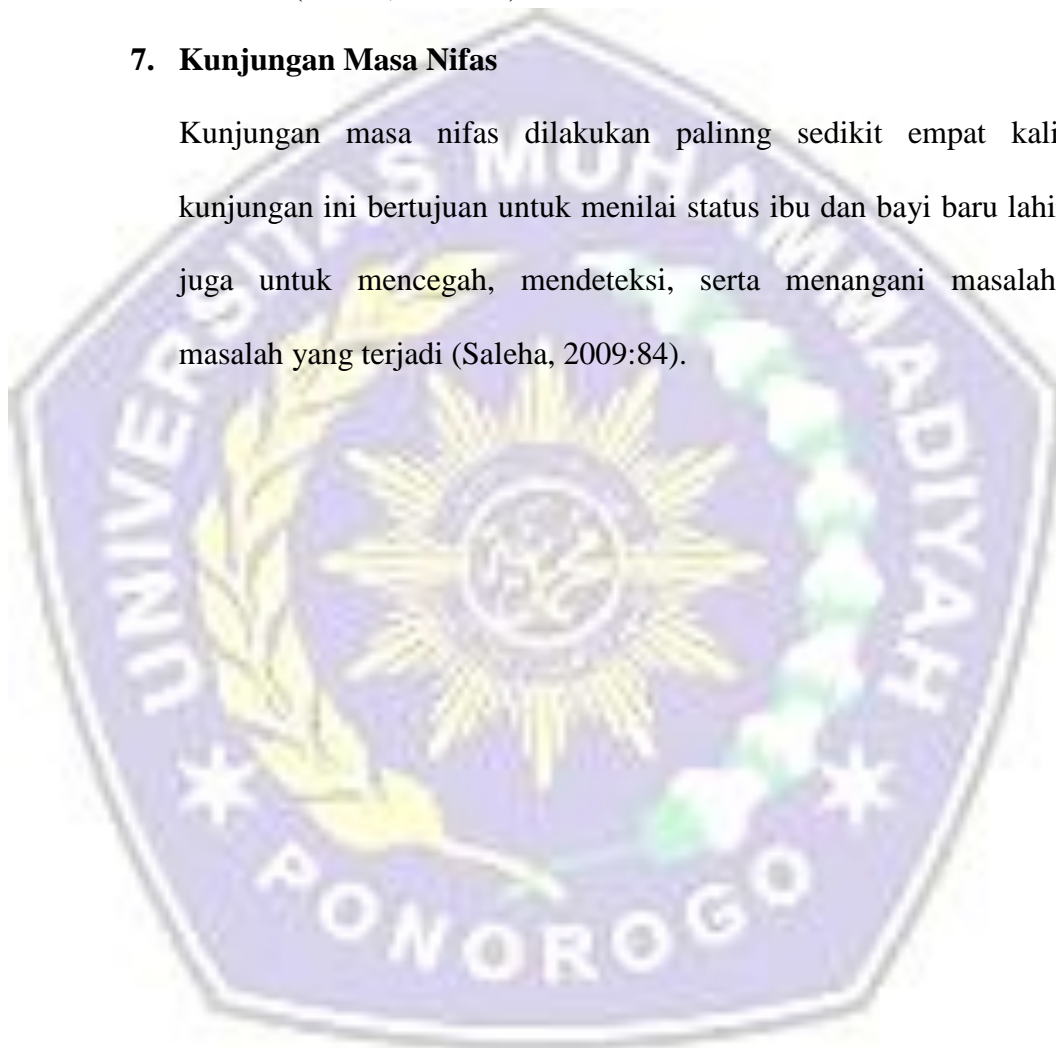 7. Kunjungan Masa Nifas
Kunjungan masa nifas dilakukan palinng sedikit empat kali
kunjungan ini bertujuan untuk menilai status ibu dan bayi baru lahi
juga untuk mencegah, mendeteksi, serta menangani masalah
masalah yang terjadi (Saleha, 2009:84).
UNIVERSITAS MUHAMMADIYAH
PONOROGO